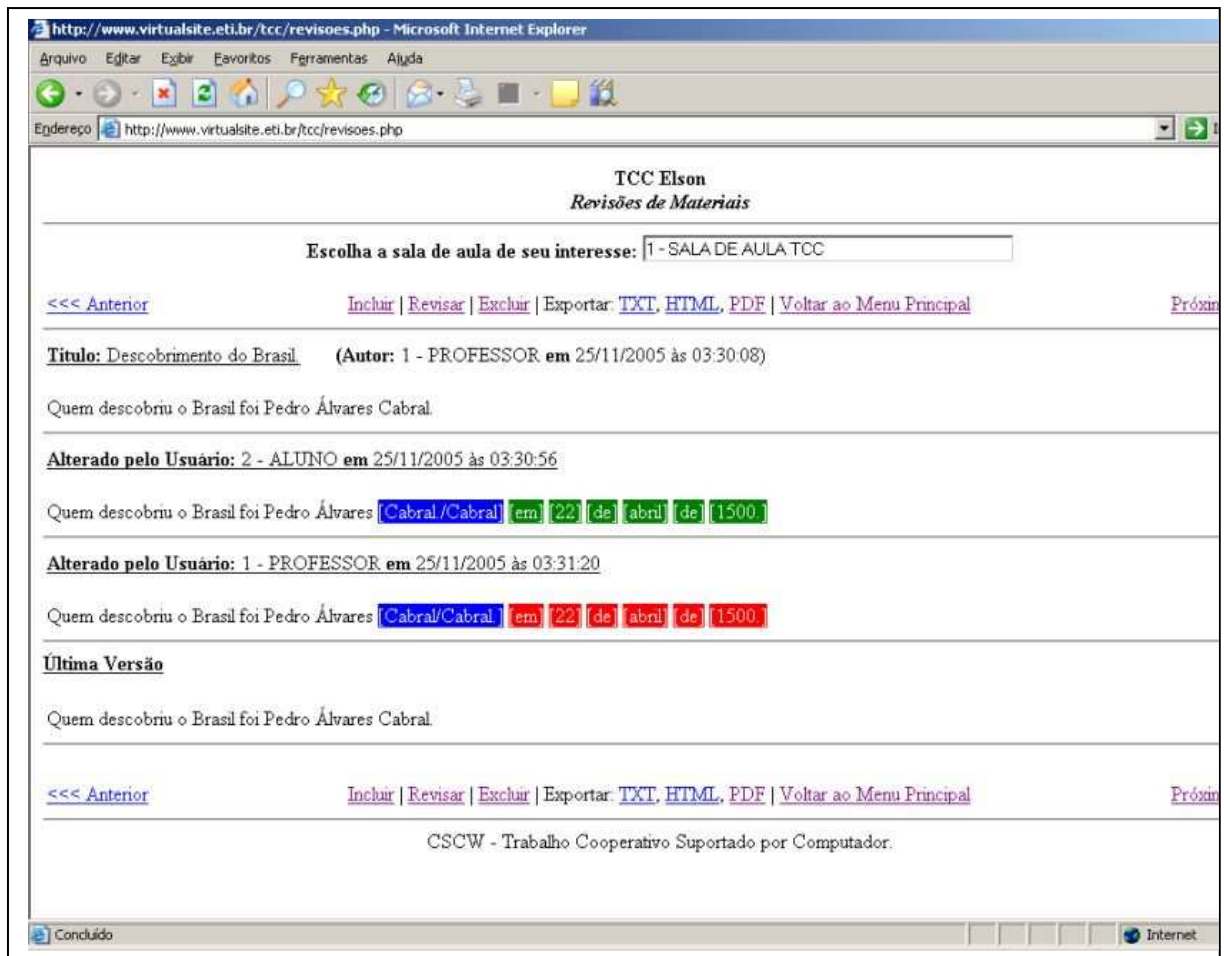 http://www.virtualsite.eti.br/tcc/revisoes.php - Microsoft Internet Explorer
Arquivo Editar Exibir Favoritos Ferramentas Ajuda
Endereço http://www.virtualsite.eti.br/tcc/revisoes.php
TCC Elson
Revisões de Materiais
Escolha a sala de aula de seu interesse: 1 - SALA DE AULA TCC
<<< Anterior Incluir | Revisar | Excluir | Exportar: TXT, HTML, PDF | Voltar ao Menu Principal Próxim
Título: Descobrimento do Brasil. (Autor: 1 - PROFESSOR em 25/11/2005 às 03:30:08)
Quem descobriu o Brasil foi Pedro Álvares Cabral.
Alterado pelo Usuário: 2 - ALUNO em 25/11/2005 às 03:30:56
Quem descobriu o Brasil foi Pedro Álvares [Cabral./Cabral] [em] [22] [de] [abril] [de] [1500.]
Alterado pelo Usuário: 1 - PROFESSOR em 25/11/2005 às 03:31:20
Quem descobriu o Brasil foi Pedro Álvares [Cabral/Cabral.] [em] [22] [de] [abril] [de] [1500.]
Última Versão
Quem descobriu o Brasil foi Pedro Álvares Cabral.
<<< Anterior Incluir | Revisar | Excluir | Exportar: TXT, HTML, PDF | Voltar ao Menu Principal Próxim
CSCW - Trabalho Cooperativo Suportado por Computador.
Concluído Internet